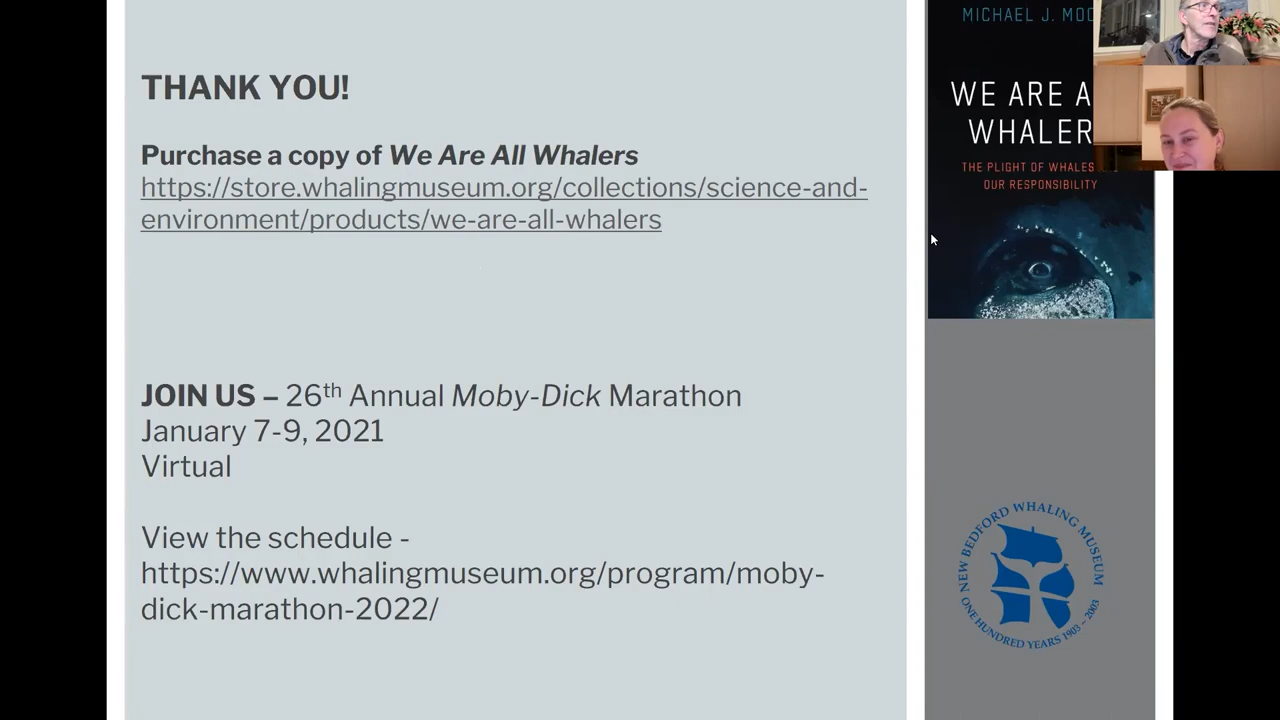 THANK YOU!
Purchase a copy of We Are All Whalers
https://store.whalingmuseum.org/collections/science-and-
environment/products/we-are-all-whalers
JOIN US – 26th Annual Moby-Dick Marathon
January 7-9, 2021
Virtual
View the schedule -
https://www.whalingmuseum.org/program/moby-
dick-marathon-2022/
MICHAEL J.
WE ARE A
WHALER
THE PLIGHT OF WHALES
OUR RESPONSIBILITY
NEW BEDFORD WHALING MUSEUM
ONE HUNDRED YEARS 1903 – 2003